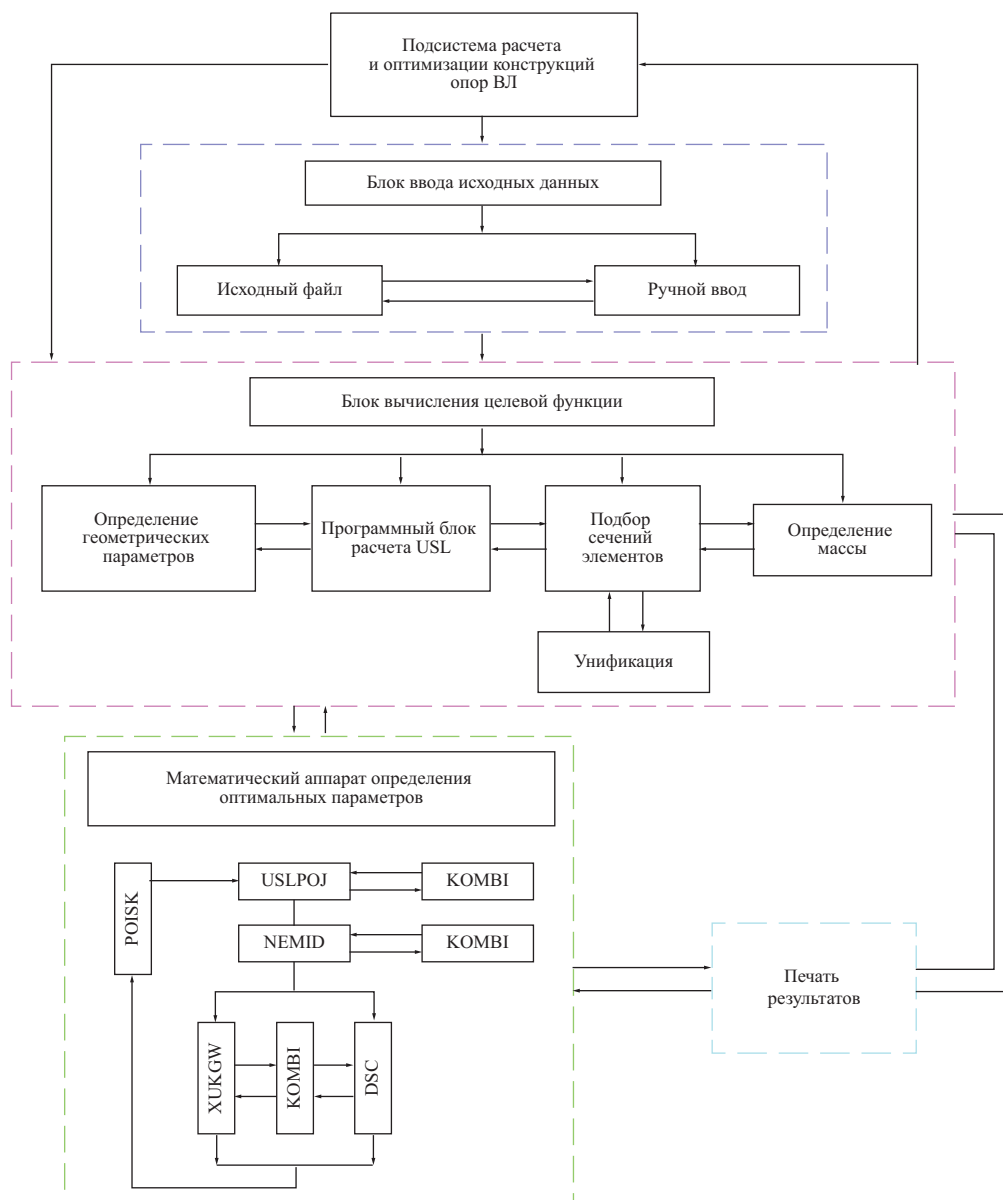 Подсистема расчета
и оптимизации конструкций
опор ВЛ
Блок ввода исходных данных
Исходный файл
Ручной ввод
Блок вычисления целевой функции
Определение
геометрических
параметров
Программный блок
расчета USL
Подбор
сечений
элементов
Определение
массы
Унификация
Математический аппарат определения
оптимальных параметров
POISK
USLPOJ
KOMBI
NEMID
KOMBI
XUKGW
KOMBI
DSC
Печать
результатов